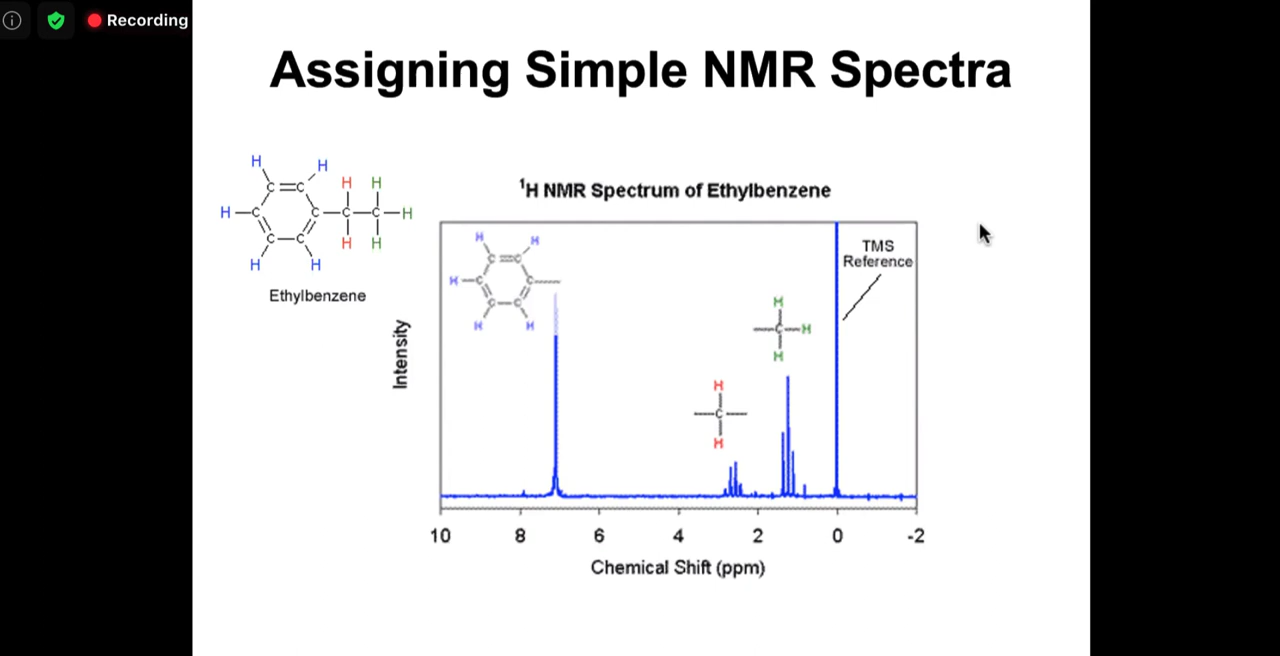 Recording
Assigning Simple NMR Spectra
H H H H
C C
H C C C C H
C C H H
H H
Ethylbenzene
¹H NMR Spectrum of Ethylbenzene
H H
C C
H C C
C C
H H
TMS
Reference
H
C H
H
H
C
H
Intensity
10 8 6 4 2 0 -2
Chemical Shift (ppm)